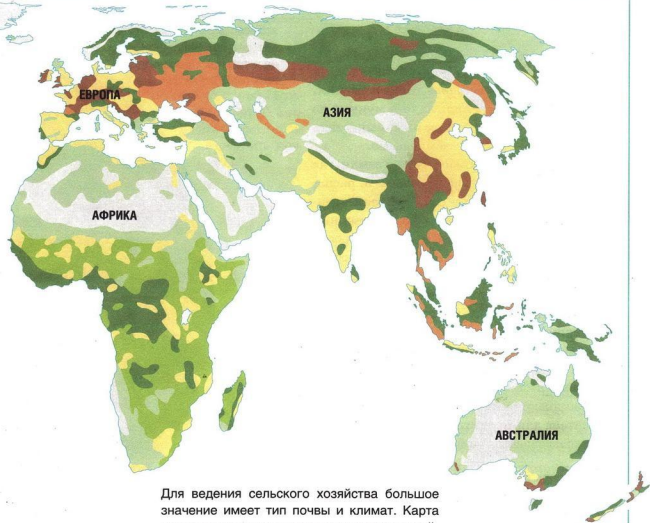 ЕВРОПА
АЗИЯ
АФРИКА
АВСТРАЛИЯ
Для ведения сельского хозяйства большое
значение имеет тип почвы и климат. Карта